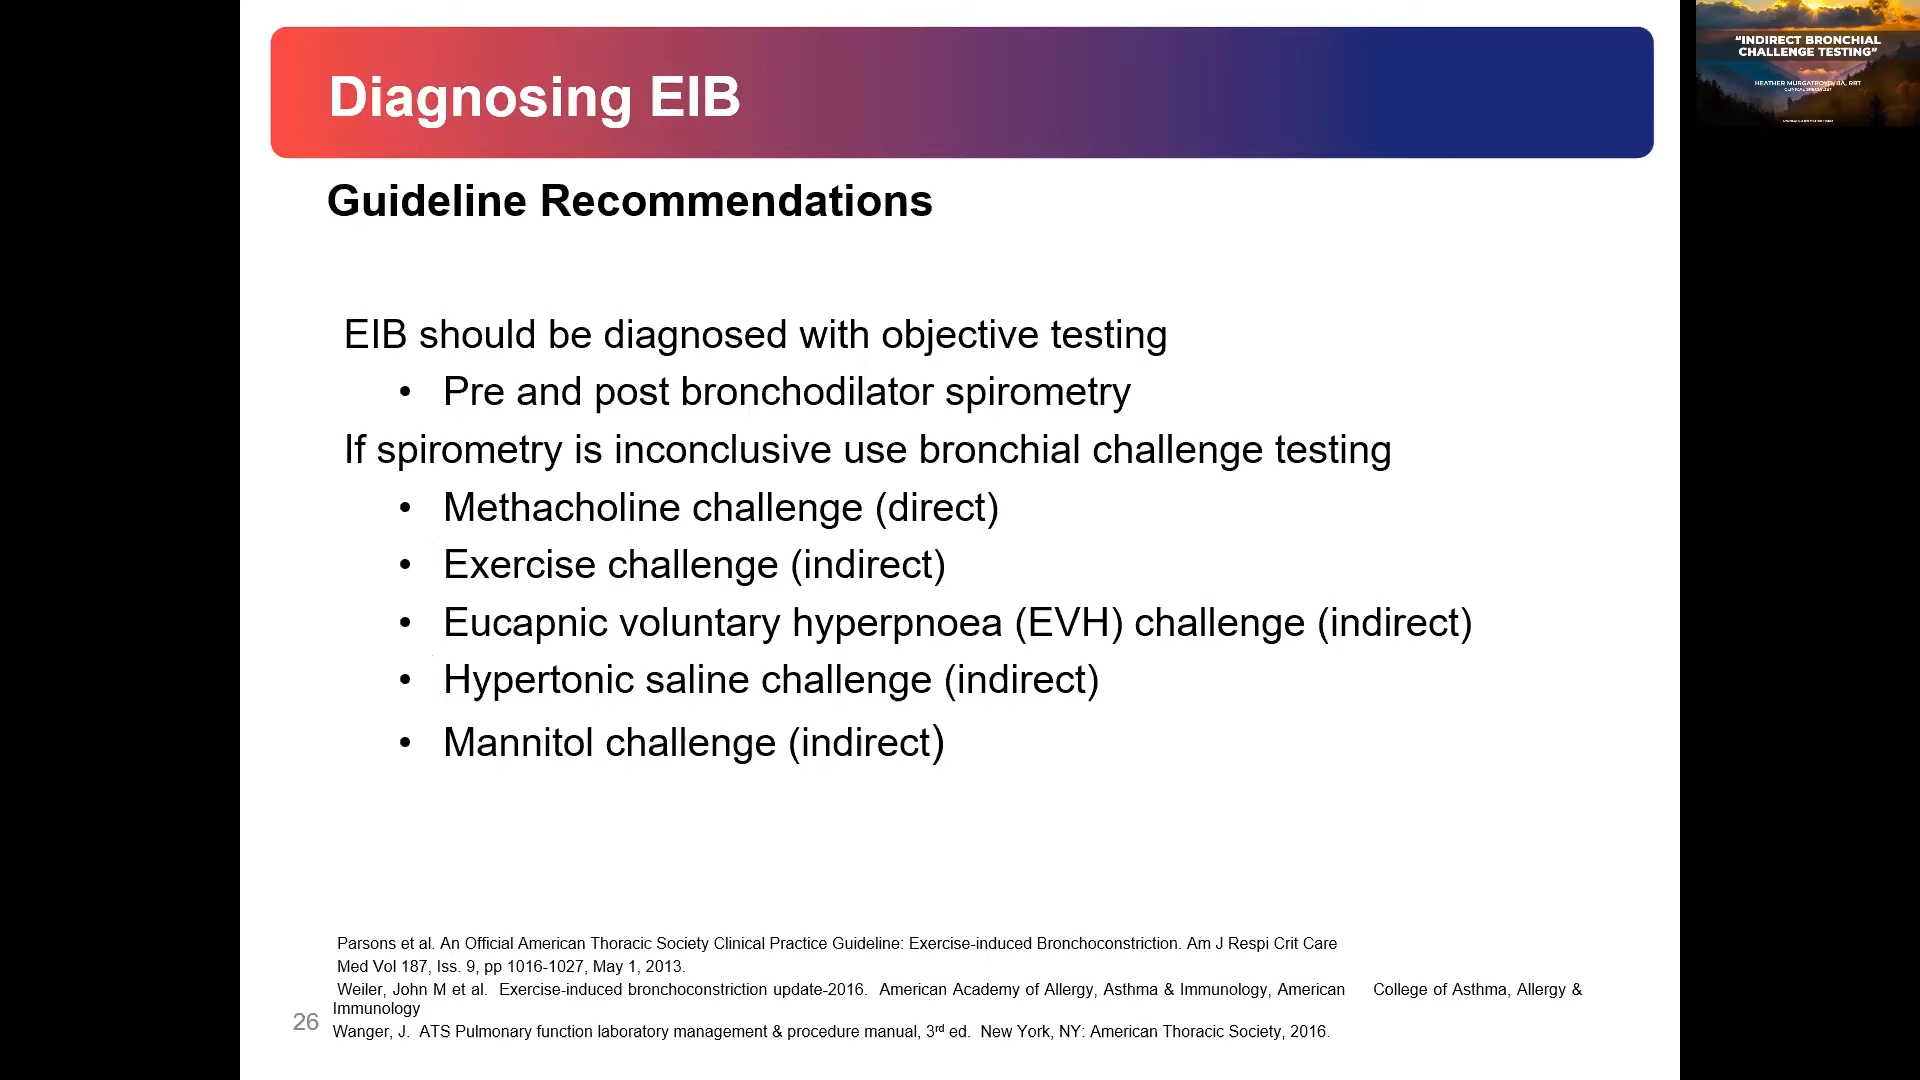 Diagnosing EIB
"INDIRECT BRONCHIAL
CHALLENGE TESTING"
HEATHER MURGATROYD, BA, RRT
CLINICAL SPECIALIST
Guideline Recommendations
EIB should be diagnosed with objective testing
• Pre and post bronchodilator spirometry
If spirometry is inconclusive use bronchial challenge testing
• Methacholine challenge (direct)
• Exercise challenge (indirect)
• Eucapnic voluntary hyperpnoea (EVH) challenge (indirect)
• Hypertonic saline challenge (indirect)
• Mannitol challenge (indirect)
Parsons et al. An Official American Thoracic Society Clinical Practice Guideline: Exercise-induced Bronchoconstriction. Am J Respi Crit Care
Med Vol 187, Iss. 9, pp 1016-1027, May 1, 2013.
Weiler, John M et al. Exercise-induced bronchoconstriction update-2016. American Academy of Allergy, Asthma & Immunology, American College of Asthma, Allergy &
Immunology
Wanger, J. ATS Pulmonary function laboratory management & procedure manual, 3rd ed. New York, NY: American Thoracic Society, 2016.
26